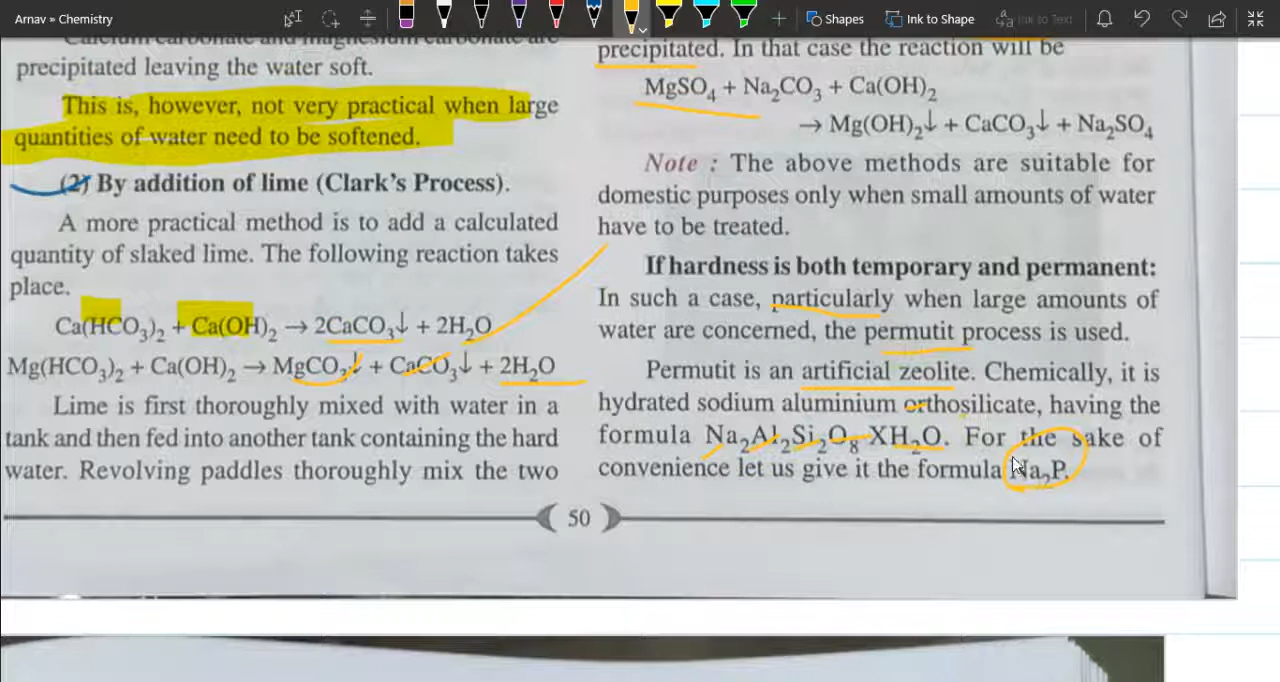 Arnav » Chemistry
Shapes
Ink to Shape
Ink to Text
Calcium carbonate and magnesium carbonate are
precipitated leaving the water soft.
This is, however, not very practical when large
quantities of water need to be softened.
(2) By addition of lime (Clark's Process).
A more practical method is to add a calculated
quantity of slaked lime. The following reaction takes
place.
Ca(HCO₃)₂ + Ca(OH)₂ → 2CaCO₃↓ + 2H₂O
Mg(HCO₃)₂ + Ca(OH)₂ → MgCO₃↓ + CaCO₃↓ + 2H₂O
Lime is first thoroughly mixed with water in a
tank and then fed into another tank containing the hard
water. Revolving paddles thoroughly mix the two
precipitated. In that case the reaction will be
MgSO₄ + Na₂CO₃ + Ca(OH)₂
→ Mg(OH)₂↓ + CaCO₃↓ + Na₂SO₄
Note : The above methods are suitable for
domestic purposes only when small amounts of water
have to be treated.
If hardness is both temporary and permanent:
In such a case, particularly when large amounts of
water are concerned, the permutit process is used.
Permutit is an artificial zeolite. Chemically, it is
hydrated sodium aluminium orthosilicate, having the
formula Na₂Al₂Si₂O₈ XH₂O. For the sake of
convenience let us give it the formula Na₂P.
50